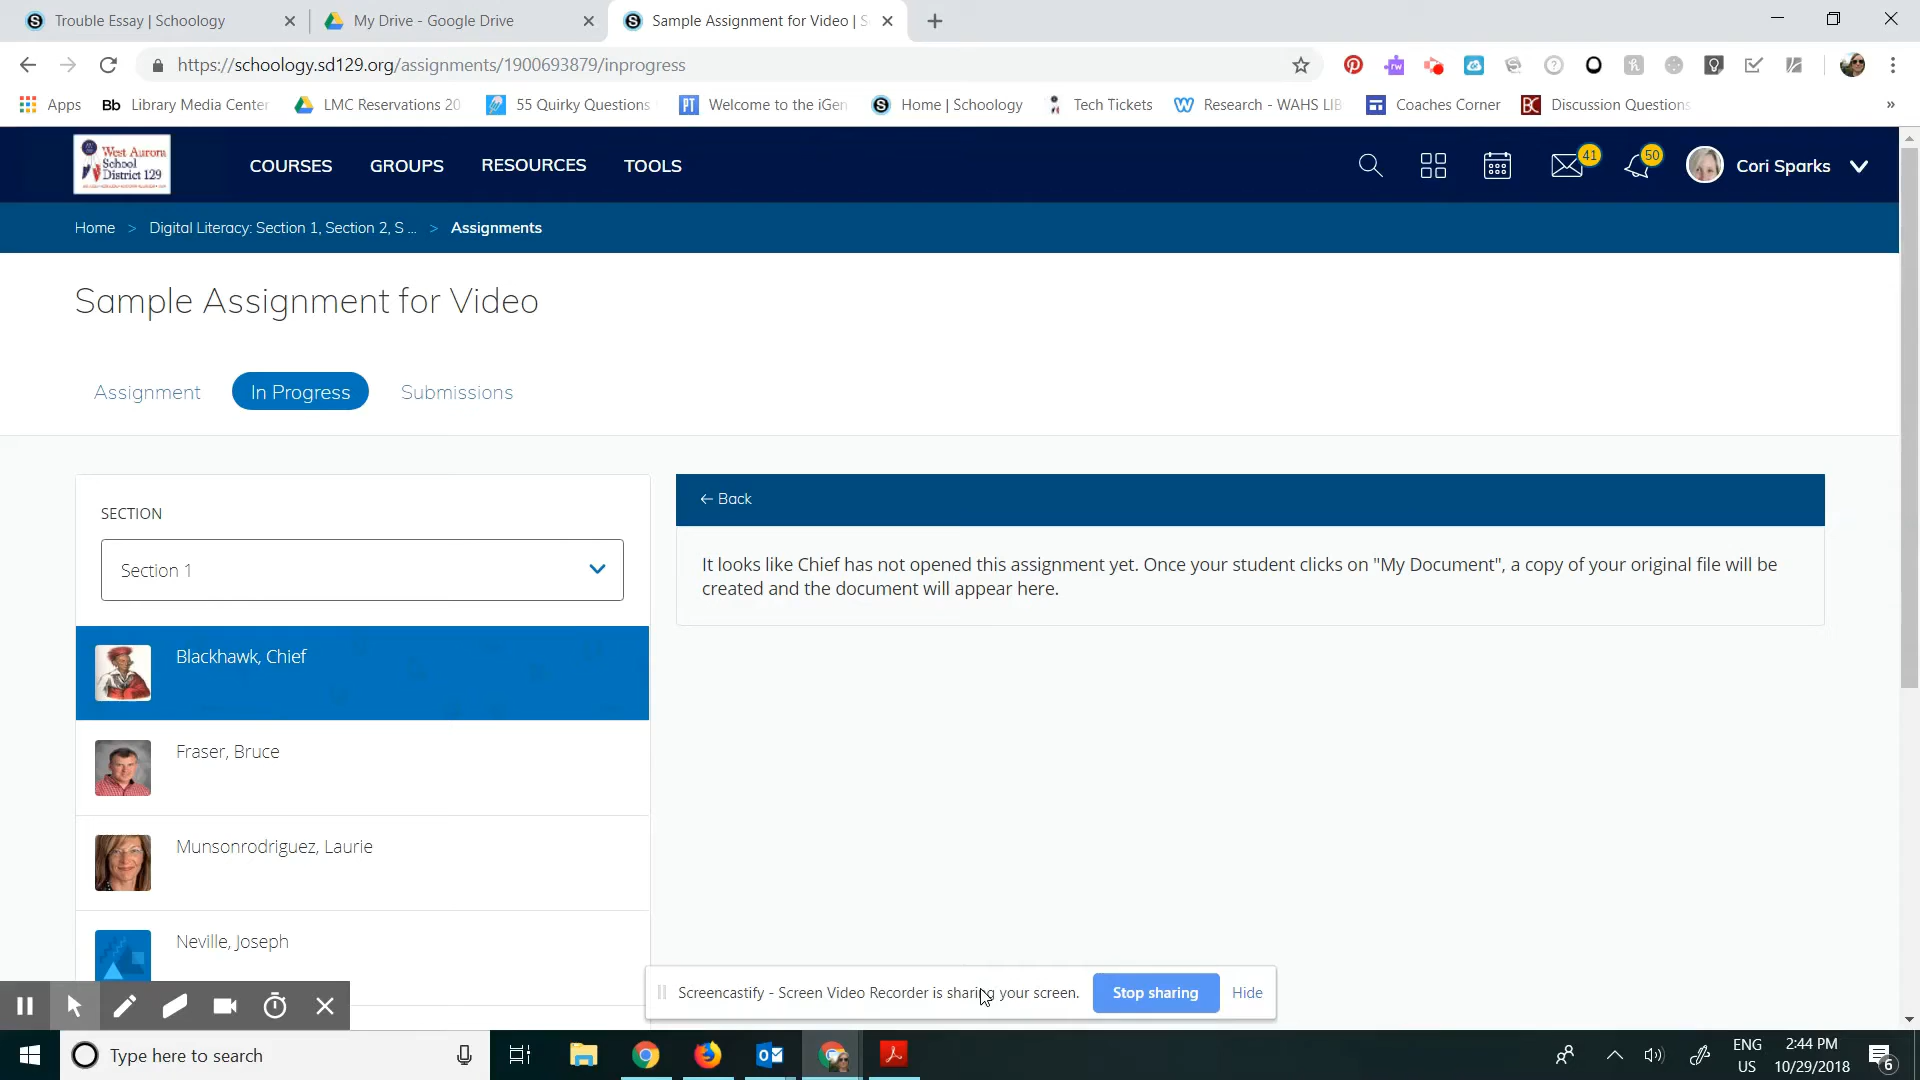 Trouble Essay | Schoology
My Drive - Google Drive
Sample Assignment for Video | S
https://schoology.sd129.org/assignments/1900693879/inprogress
Apps
Bb Library Media Center
LMC Reservations 20
55 Quirky Questions
PT Welcome to the iGen
S Home | Schoology
Tech Tickets
Research - WAHS LIB
Coaches Corner
BC Discussion Questions
»
West Aurora
School
District 129
COURSES
GROUPS
RESOURCES
TOOLS
41
50
Cori Sparks
Home > Digital Literacy: Section 1, Section 2, S ... > Assignments
Sample Assignment for Video
Assignment
In Progress
Submissions
SECTION
Section 1
Blackhawk, Chief
Fraser, Bruce
Munsonrodriguez, Laurie
Neville, Joseph
← Back
It looks like Chief has not opened this assignment yet. Once your student clicks on "My Document", a copy of your original file will be
created and the document will appear here.
Screencastify - Screen Video Recorder is sharing your screen.
Stop sharing
Hide
Type here to search
ENG
US
2:44 PM
10/29/2018
6